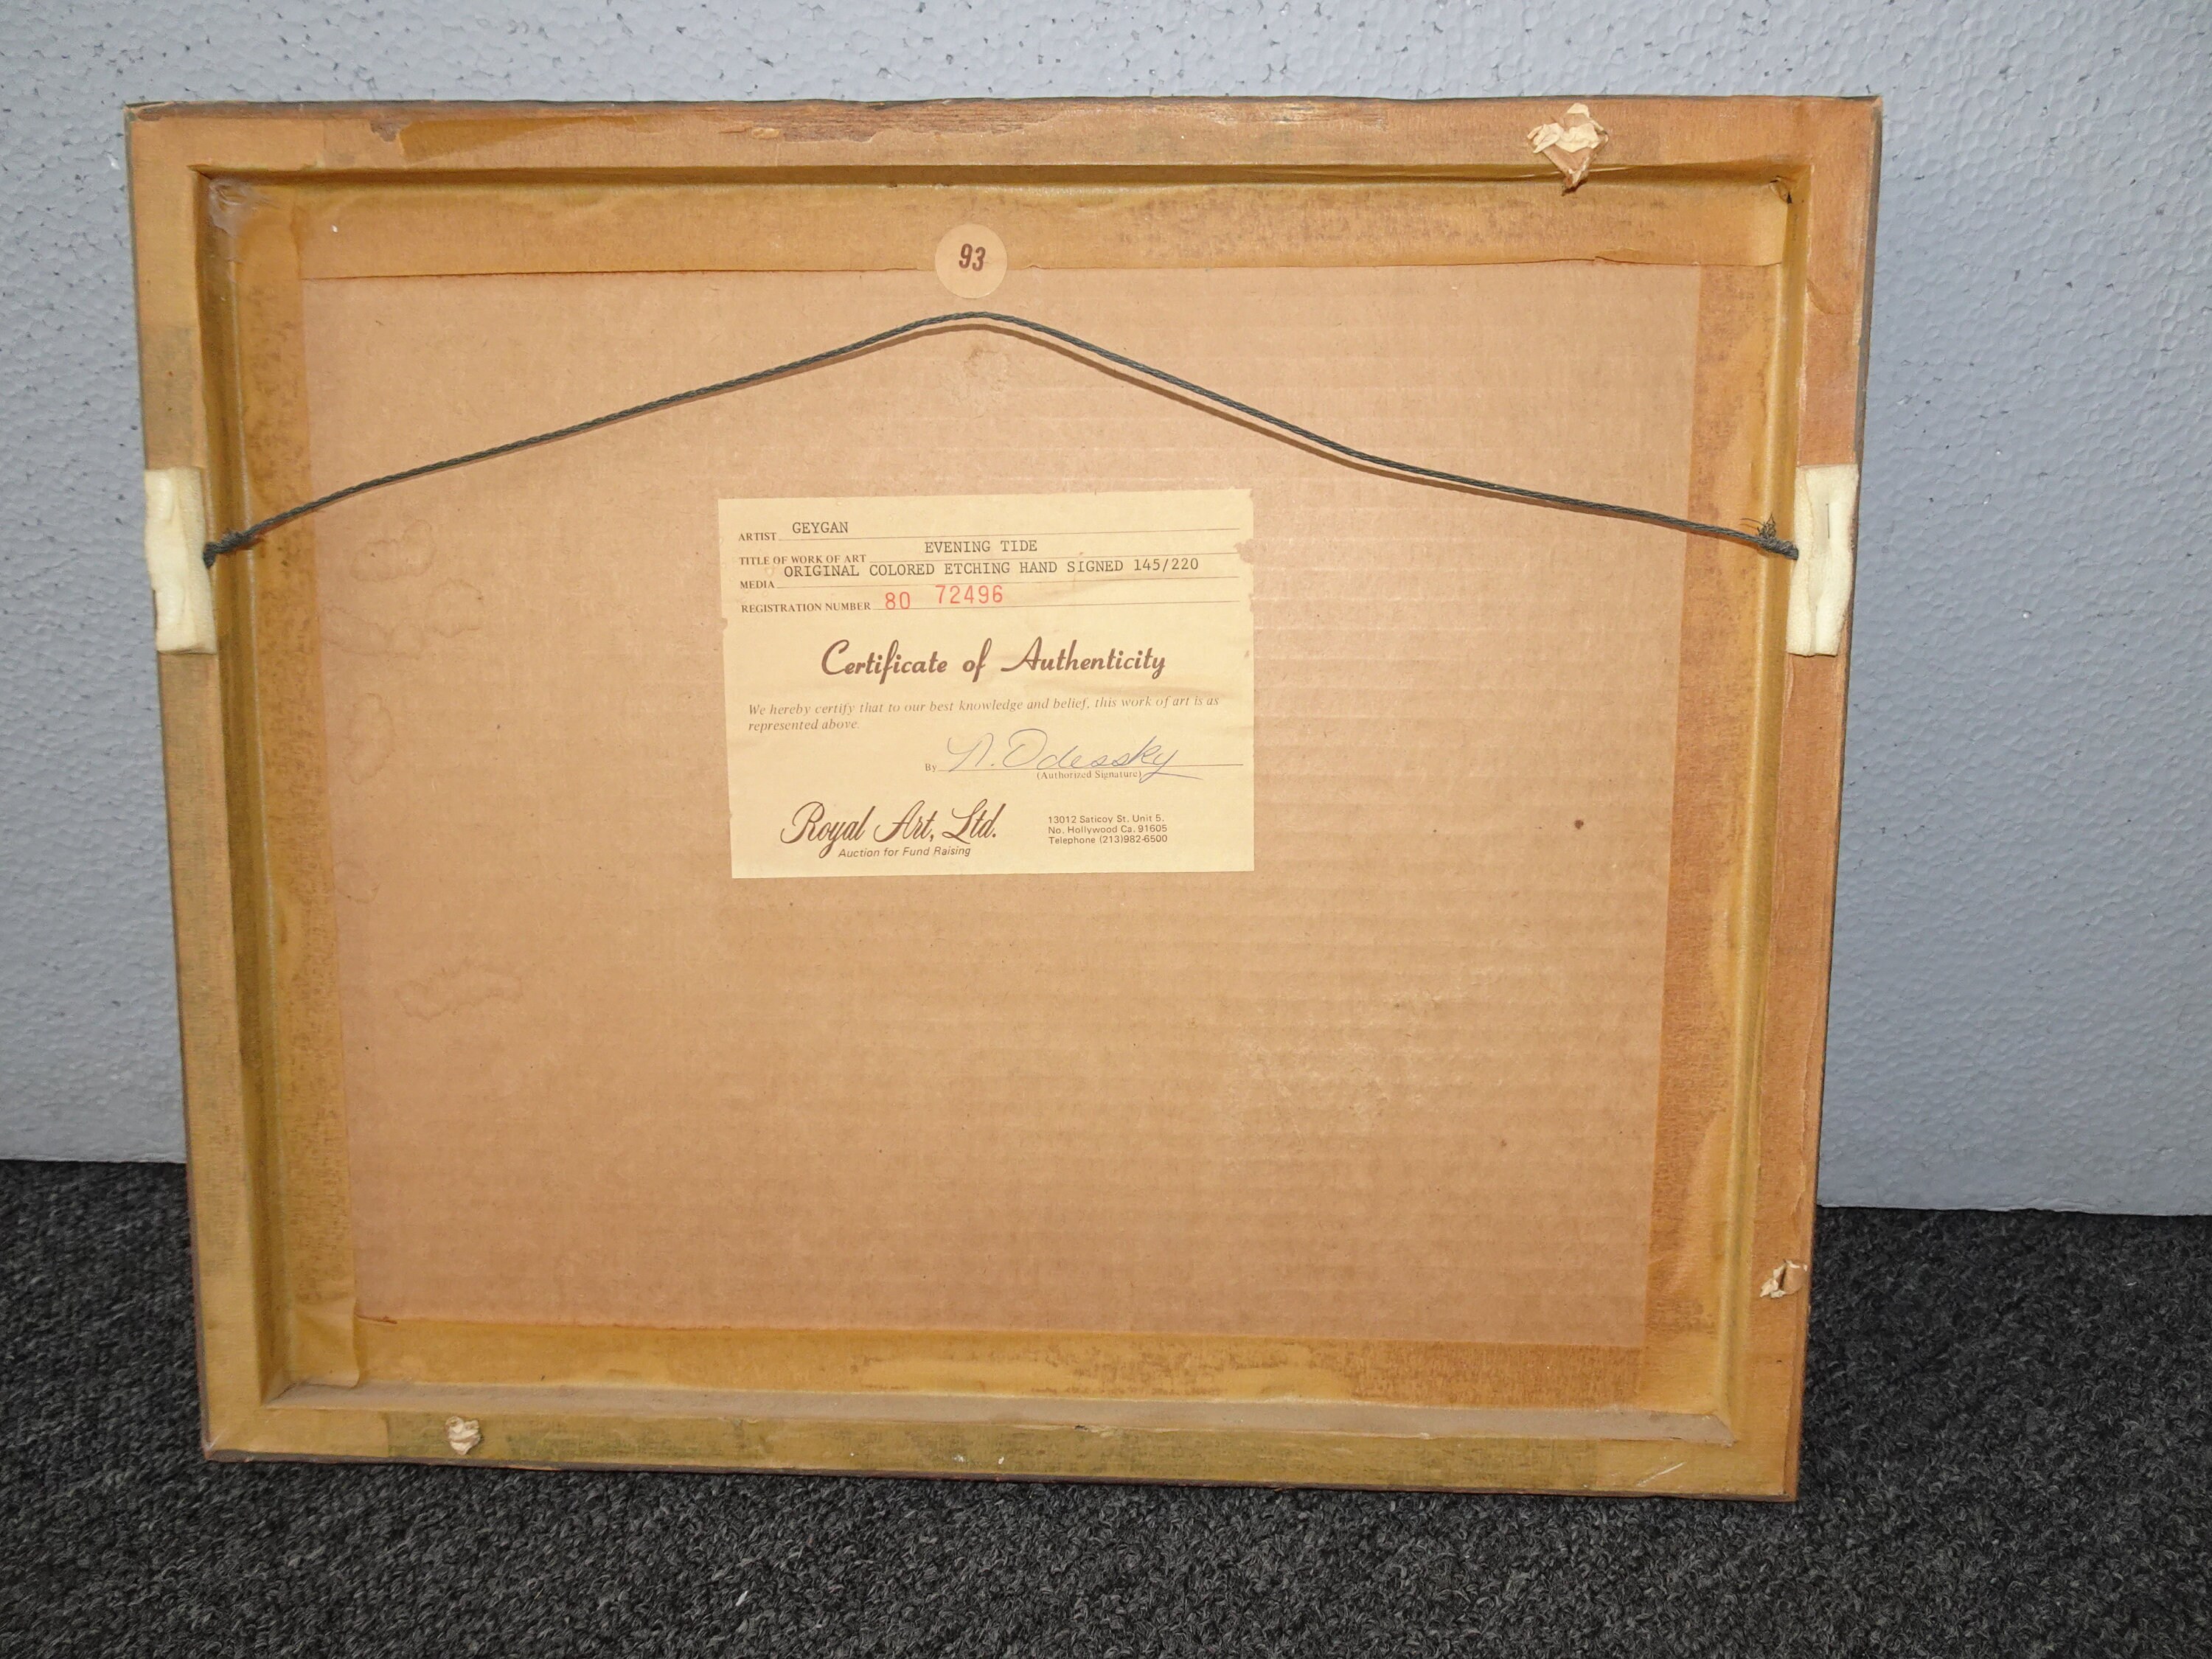 93
ARTIST GEYGAN
TITLE OF WORK OF ART EVENING TIDE
MEDIA ORIGINAL COLORED ETCHING HAND SIGNED 145/220
REGISTRATION NUMBER 80 72496
Certificate of Authenticity
We hereby certify that to our best knowledge and belief, this work of art is as
represented above.
By N. Odessky
(Authorized Signature)
Royal Art, Ltd.
Auction for Fund Raising
13012 Saticoy St. Unit 5.
No. Hollywood Ca. 91605
Telephone (213)982-6500